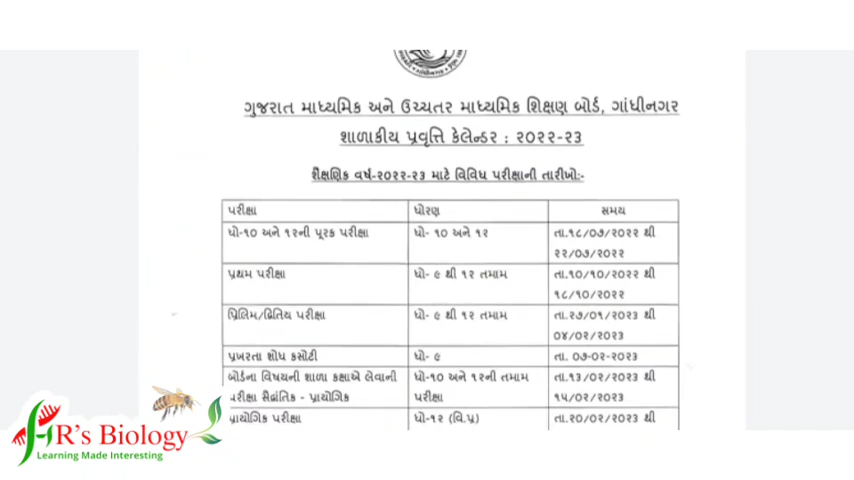 ગુજરાત માધ્યમિક અને ઉચ્ચતર માધ્યમિક શિક્ષણ બોર્ડ, ગાંધીનગર
શાળાકીય પ્રવૃત્તિ કેલેન્ડર : ૨૦૨૨-૨૩
શૈક્ષણિક વર્ષ-૨૦૨૨-૨૩ માટે વિવિધ પરીક્ષાની તારીખો:-
પરીક્ષા ધોરણ સમય
ધો-૧૦ અને ૧૨ની પૂરક પરીક્ષા ધો- ૧૦ અને ૧૨ તા.૧૮/૦૭/૨૦૨૨ થી
૨૨/૦૭/૨૦૨૨
પ્રથમ પરીક્ષા ધો- ૯ થી ૧૨ તમામ તા.૧૦/૧૦/૨૦૨૨ થી
૧૮/૧૦/૨૦૨૨
પ્રિલિમ/દ્રિતિય પરીક્ષા ધો- ૯ થી ૧૨ તમામ તા.૨૭/૦૧/૨૦૨૩ થી
૦૪/૦૨/૨૦૨૩
પ્રખરતા શોધ કસોટી ધો- ૯ તા. ૦૭-૦૨-૨૦૨૩
બોર્ડના વિષયની શાળા કક્ષાએ લેવાની ધો-૧૦ અને ૧૨ની તમામ તા.૧૩/૦૨/૨૦૨૩ થી
પરીક્ષા સૈદ્ધાંતિક - પ્રાયોગિક પરીક્ષા ૧૫/૦૨/૨૦૨૩
પ્રાયોગિક પરીક્ષા ધો-૧૨ (વિ.પ્ર) તા.૨૦/૦૨/૨૦૨૩ થી
HR's Biology
Learning Made Interesting